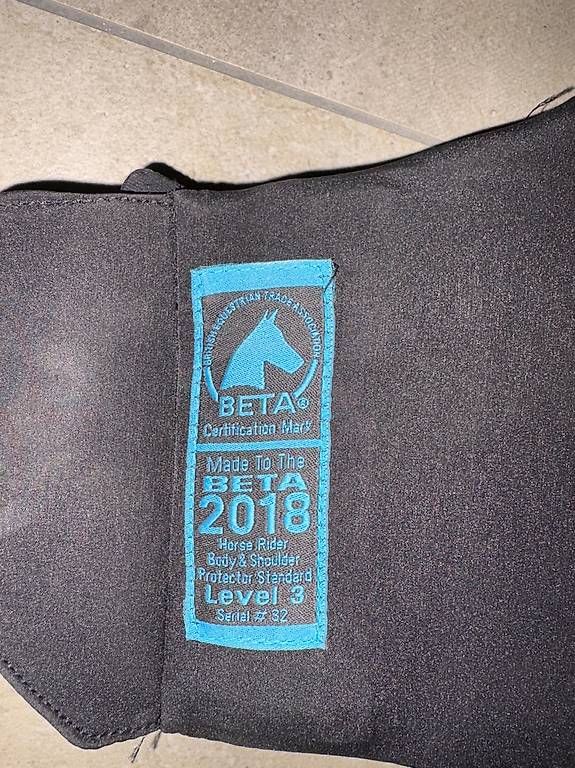 BRITISH EQUESTRIAN TRADE ASSOCIATION
BETA®
Certification Mark
Made To The
BETA
2018
Horse Rider
Body & Shoulder
Protector Standard
Level 3
Serial # 32